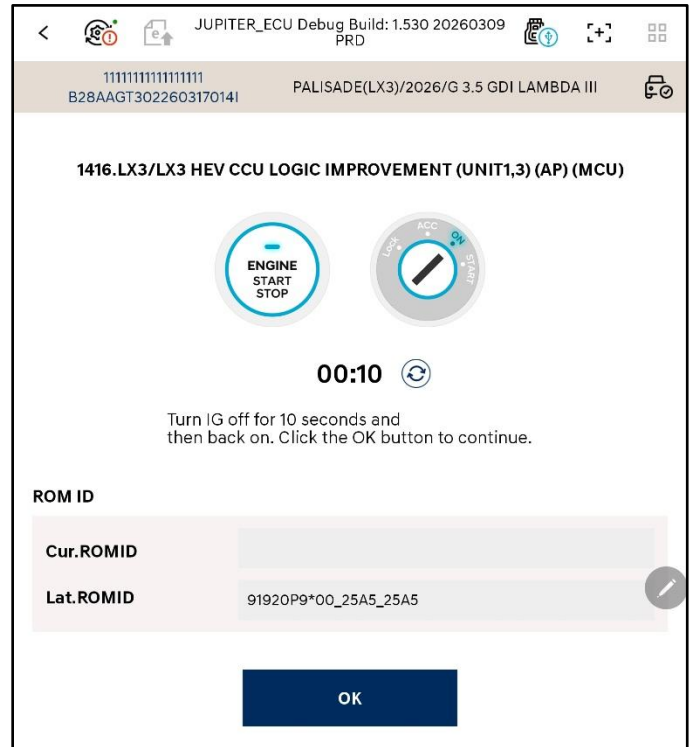 JUPITER_ECU Debug Build: 1.530 20260309
PRD
11111111111111111
B28AAGT302260317014I
PALISADE(LX3)/2026/G 3.5 GDI LAMBDA III
1416.LX3/LX3 HEV CCU LOGIC IMPROVEMENT (UNIT1,3) (AP) (MCU)
ENGINE
START
STOP
LOCK
ACC
ON
START
00:10
Turn IG off for 10 seconds and
then back on. Click the OK button to continue.
ROM ID
Cur.ROMID
Lat.ROMID
91920P9*00_25A5_25A5
OK